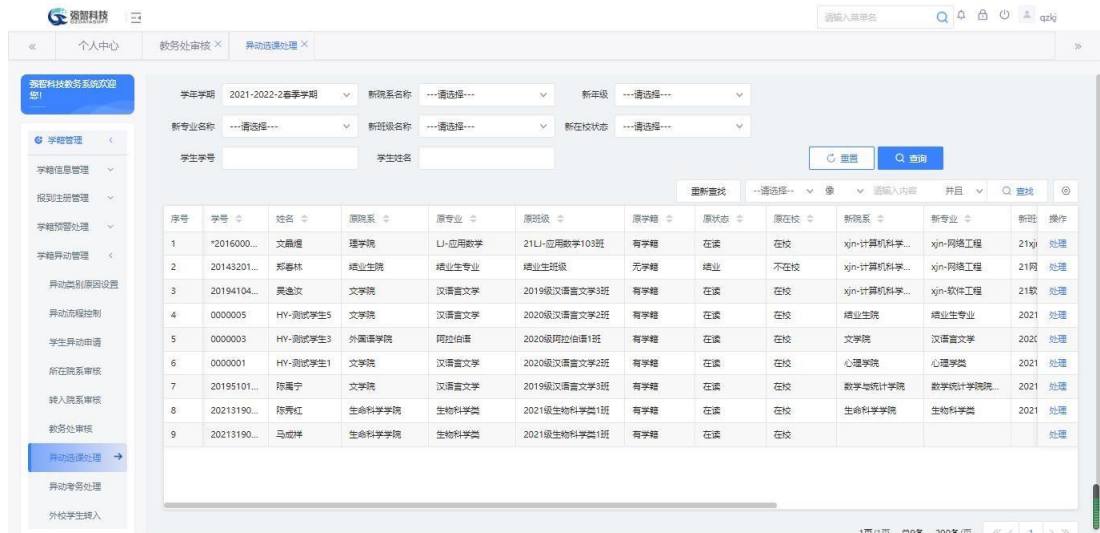 强智科技 请输入菜单名 qzkj
QZDATASOFT
个人中心 教务处审核 异动选课处理
强智科技教务系统欢迎
您!
学年学期 2021-2022-2春季学期 新院系名称 ---请选择--- 新年级 ---请选择---
新专业名称 ---请选择--- 新班级名称 ---请选择--- 新在校状态 ---请选择---
学生学号 学生姓名 重置 查询
学籍管理
学籍信息管理
报到注册管理
学籍预警处理
学籍异动管理
异动类别原因设置
异动流程控制
学生异动申请
所在院系审核
转入院系审核
教务处审核
异动选课处理
异动考务处理
外校学生转入
重新查找 --请选择-- 像 请输入内容 并且 查找
序号 学号 姓名 原院系 原专业 原班级 原学籍 原状态 原在校 新院系 新专业 新班 操作
1 *2016000... 文晶煜 理学院 LJ-应用数学 21LJ-应用数学103班 有学籍 在读 在校 xjn-计算机科学... xjn-网络工程 21xjn 处理
2 20143201... 郑春林 结业生院 结业生专业 结业生班级 无学籍 结业 不在校 xjn-计算机科学... xjn-网络工程 21网 处理
3 20194104... 吴逸汝 文学院 汉语言文学 2019级汉语言文学3班 有学籍 在读 在校 xjn-计算机科学... xjn-软件工程 21软 处理
4 0000005 HY-测试学生5 文学院 汉语言文学 2020级汉语言文学2班 有学籍 在读 在校 结业生院 结业生专业 2021 处理
5 0000003 HY-测试学生3 外国语学院 阿拉伯语 2020级阿拉伯语1班 有学籍 在读 在校 文学院 汉语言文学 2020 处理
6 0000001 HY-测试学生1 文学院 汉语言文学 2020级汉语言文学2班 有学籍 在读 在校 心理学院 心理学类 2021 处理
7 20195101... 陈禹宁 文学院 汉语言文学 2019级汉语言文学3班 有学籍 在读 在校 数学与统计学院 数学统计学院院... 2021 处理
8 20213190... 陈秀红 生命科学学院 生物科学类 2021级生物科学类1班 有学籍 在读 在校 生命科学学院 生物科学类 2021 处理
9 20213190... 马成祥 生命科学学院 生物科学类 2021级生物科学类1班 有学籍 在读 在校 处理
1页/1页 总9条 200条/页 1